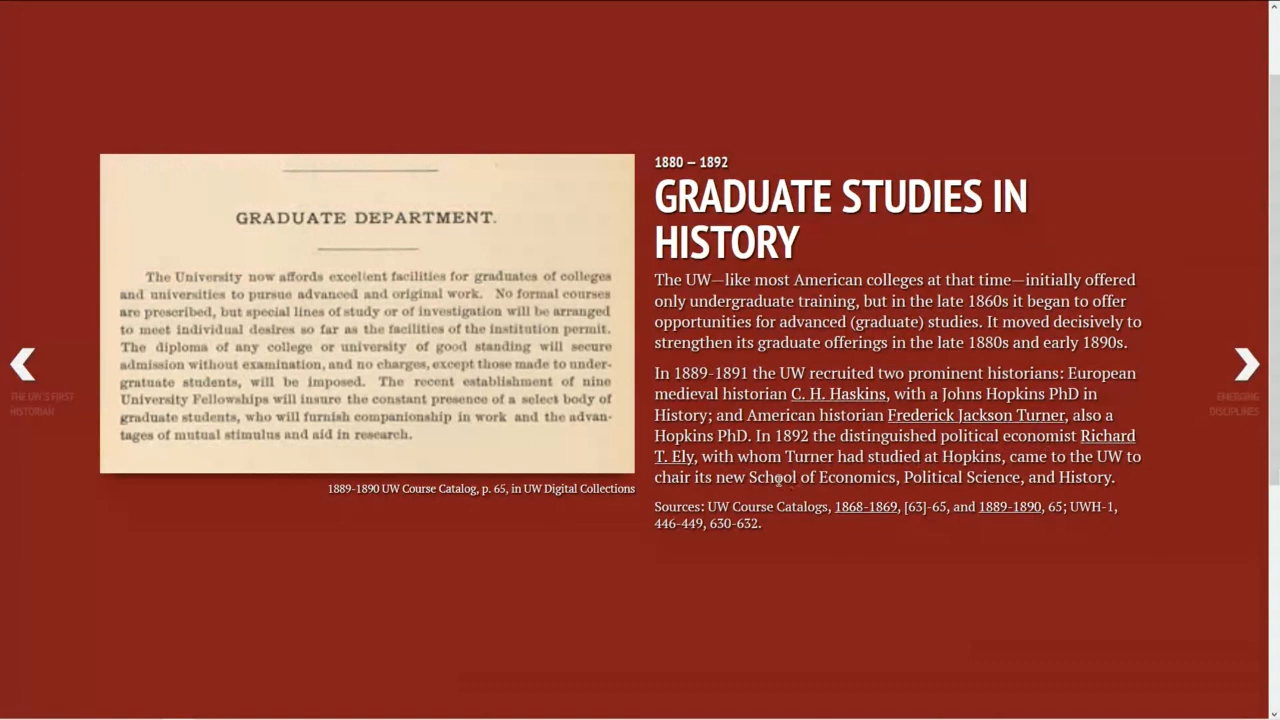 GRADUATE DEPARTMENT.
The University now affords excellent facilities for graduates of colleges
and universities to pursue advanced and original work. No formal courses
are prescribed, but special lines of study or of investigation will be arranged
to meet individual desires so far as the facilities of the institution permit.
The diploma of any college or university of good standing will secure
admission without examination, and no charges, except those made to under-
gratuate students, will be imposed. The recent establishment of nine
University Fellowships will insure the constant presence of a select body of
graduate students, who will furnish companionship in work and the advan-
tages of mutual stimulus and aid in research.
1889-1890 UW Course Catalog, p. 65, in UW Digital Collections
1880 – 1892
GRADUATE STUDIES IN
HISTORY
The UW—like most American colleges at that time—initially offered
only undergraduate training, but in the late 1860s it began to offer
opportunities for advanced (graduate) studies. It moved decisively to
strengthen its graduate offerings in the late 1880s and early 1890s.
In 1889-1891 the UW recruited two prominent historians: European
medieval historian C. H. Haskins, with a Johns Hopkins PhD in
History; and American historian Frederick Jackson Turner, also a
Hopkins PhD. In 1892 the distinguished political economist Richard
T. Ely, with whom Turner had studied at Hopkins, came to the UW to
chair its new School of Economics, Political Science, and History.
Sources: UW Course Catalogs, 1868-1869, [63]-65, and 1889-1890, 65; UWH-1,
446-449, 630-632.
THE UW'S FIRST
HISTORIAN
EMERGING
DISCIPLINES